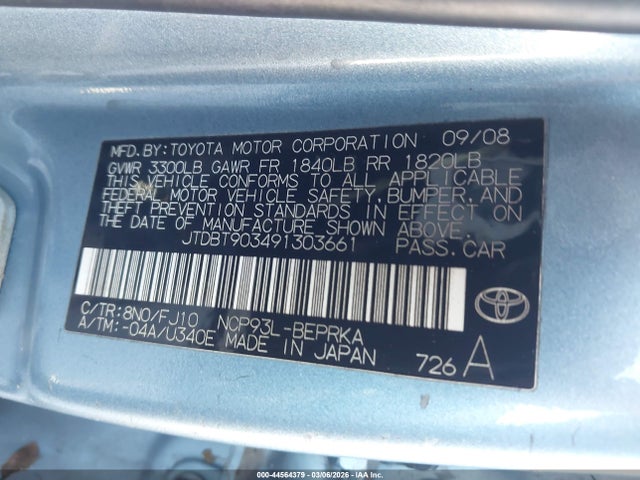 MFD.BY:TOYOTA MOTOR CORPORATION 09/08
GVWR 3300LB GAWR FR 1840LB RR 1820LB
THIS VEHICLE CONFORMS TO ALL APPLICABLE
FEDERAL MOTOR VEHICLE SAFETY,BUMPER, AND
THEFT PREVENTION STANDARDS IN EFFECT ON
THE DATE OF MANUFACTURE SHOWN ABOVE.
JTDBT903491303661 PASS.CAR
C/TR:8N0/FJ10 NCP93L-BEPRKA
A/TM:-04A/U340E MADE IN JAPAN 726 A
TOYOTA
000-44564379 - 03/06/2026 - IAA Inc.